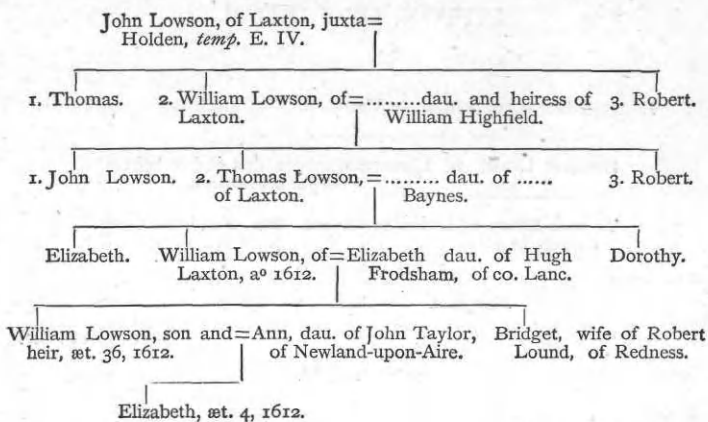 John Lowson, of Laxton, juxta=
Holden, temp. E. IV.
1. Thomas. 2. William Lowson, of=.........dau. and heiress of 3. Robert.
Laxton. William Highfield.
1. John Lowson. 2. Thomas Lowson,=......... dau. of ...... 3. Robert.
of Laxton. Baynes.
Elizabeth. William Lowson, of=Elizabeth dau. of Hugh Dorothy.
Laxton, aº 1612. Frodsham, of co. Lanc.
William Lowson, son and=Ann, dau. of John Taylor, Bridget, wife of Robert
heir, æt. 36, 1612. of Newland-upon-Aire. Lound, of Redness.
Elizabeth, æt. 4, 1612.